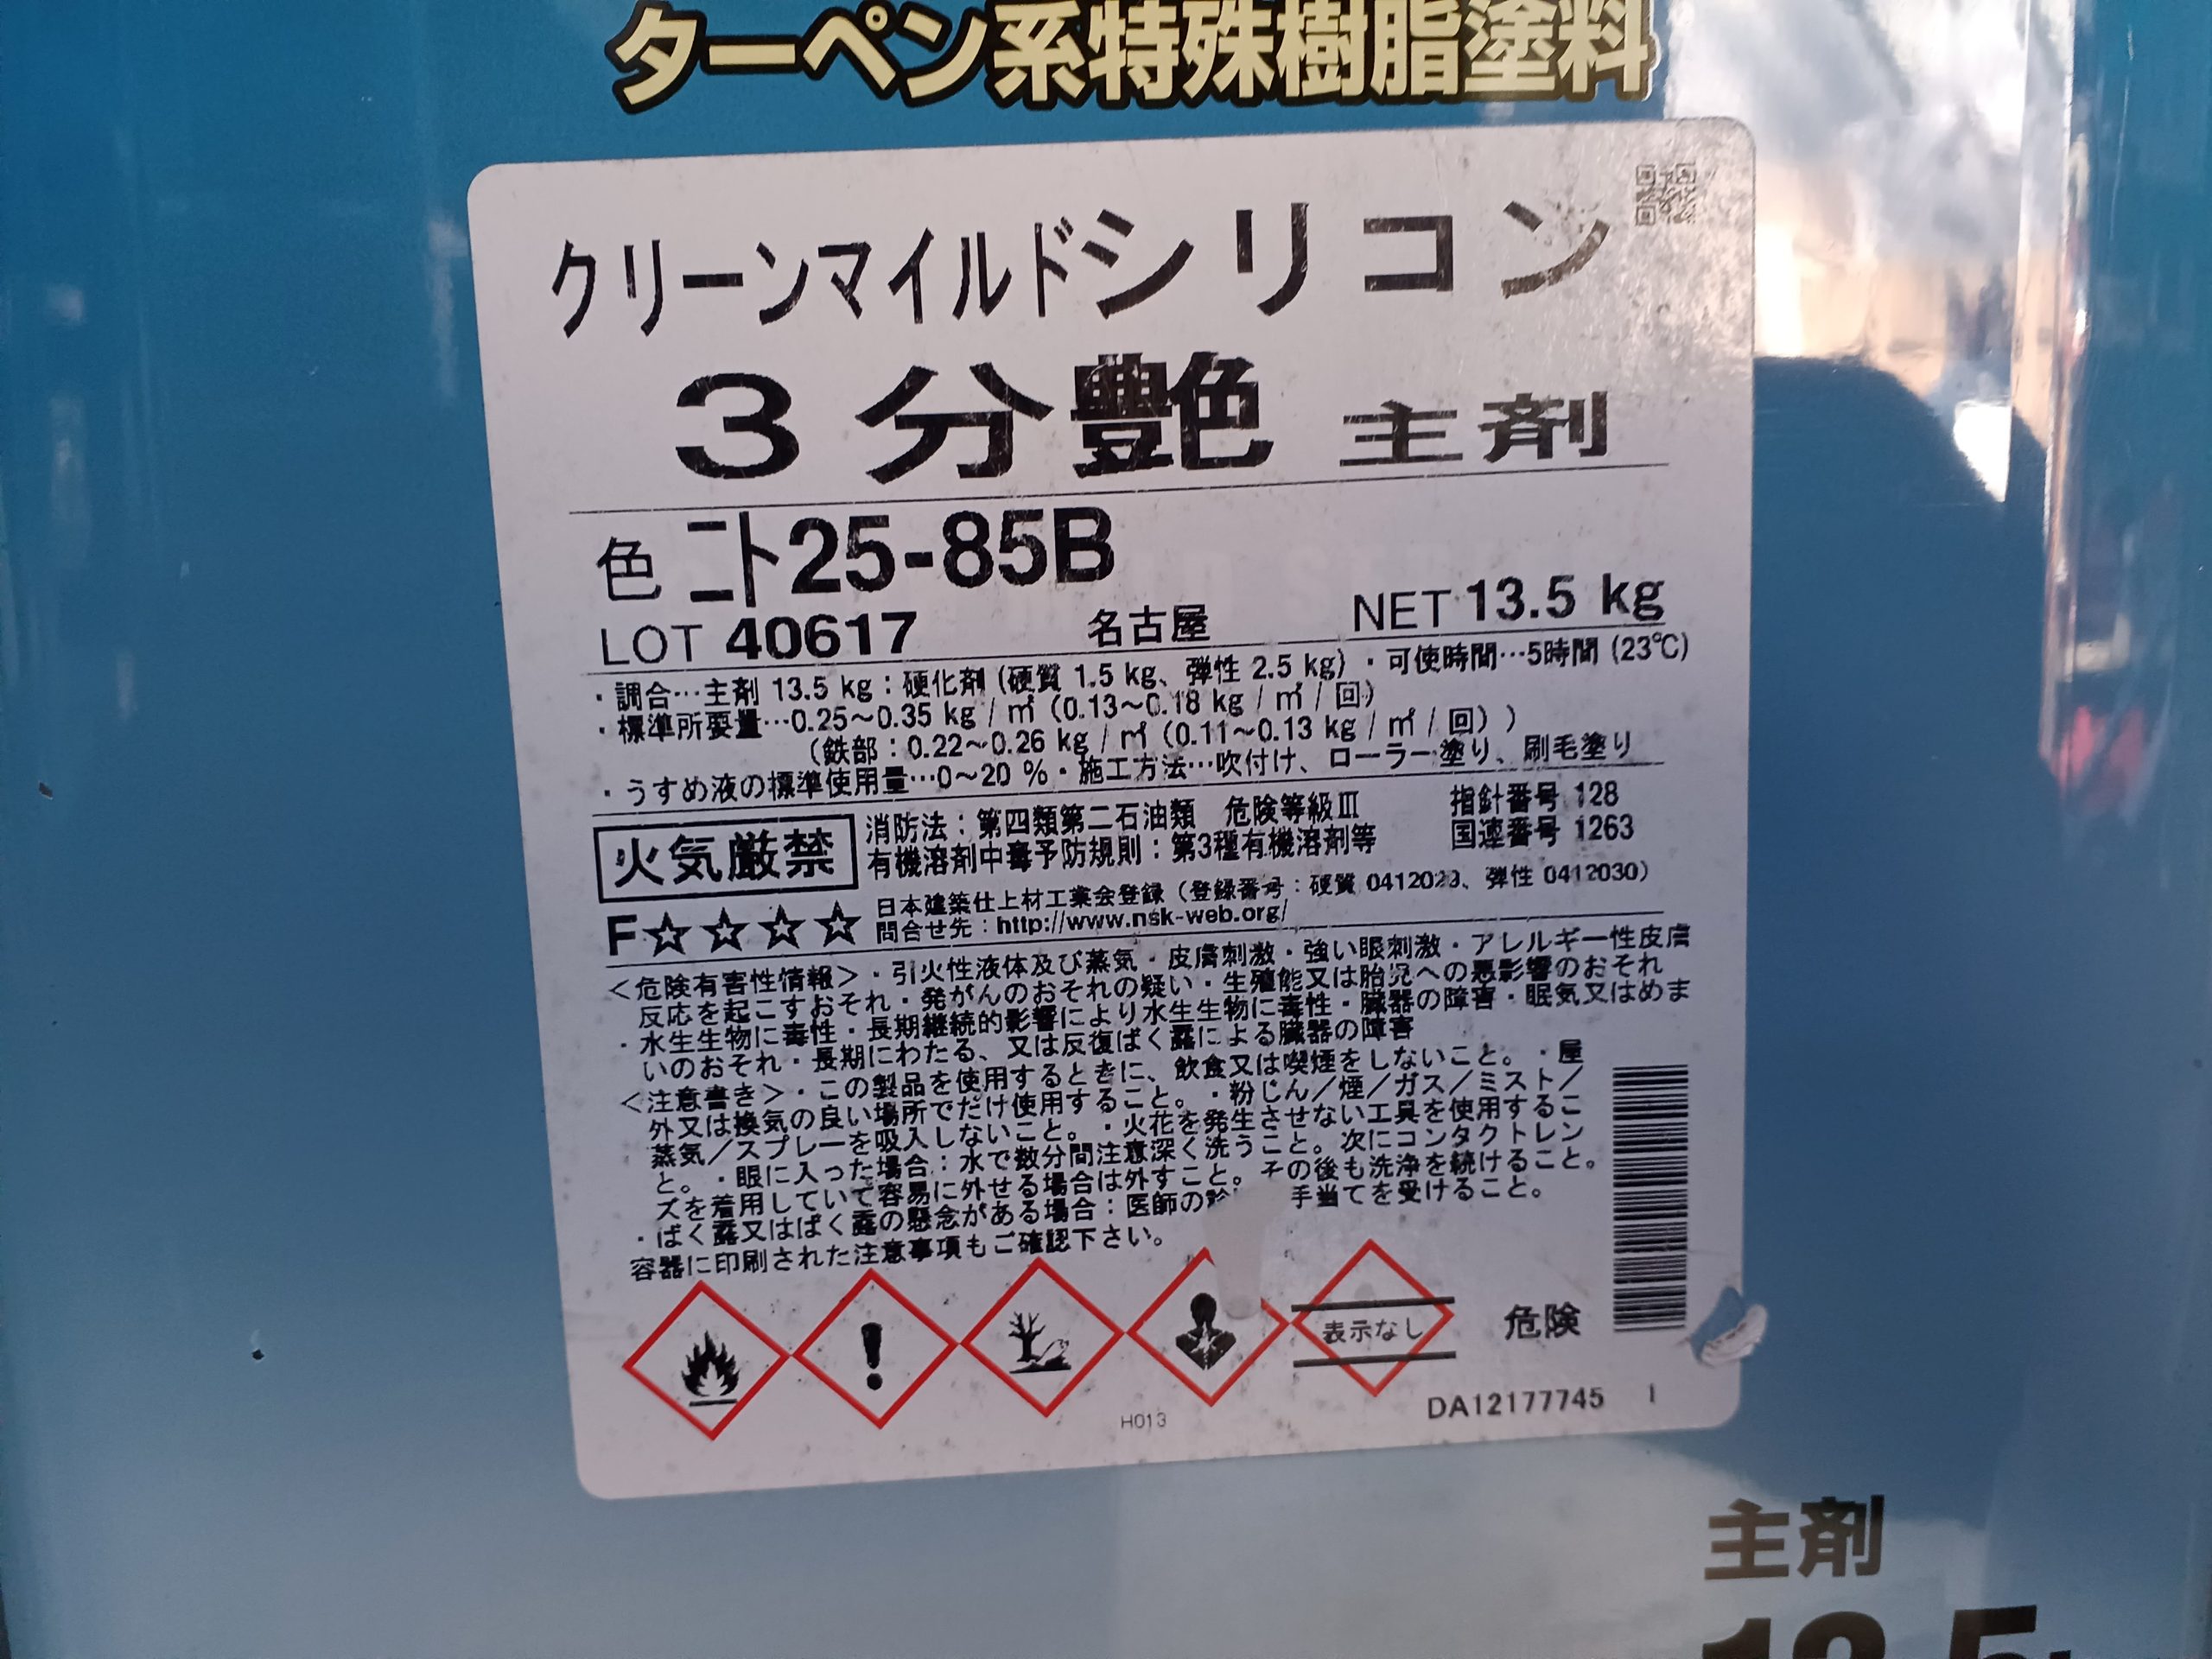 ターペン系特殊樹脂塗料
クリーンマイルドシリコン
3分艶 主剤
色 ニト25-85B
LOT 40617 名古屋 NET 13.5 kg
・調合…主剤 13.5 kg：硬化剤 (硬質 1.5 kg、弾性 2.5 kg) ・可使時間…5時間 (23℃)
・標準所要量…0.25～0.35 kg / ㎡ (0.13～0.18 kg / ㎡ / 回)
(鉄部：0.22～0.26 kg / ㎡ (0.11～0.13 kg / ㎡ / 回) )
・うすめ液の標準使用量…0～20 %・施工方法…吹付け、ローラー塗り、刷毛塗り
火気厳禁
消防法：第四類第二石油類 危険等級Ⅲ 指針番号 128
有機溶剤中毒予防規則：第3種有機溶剤等 国連番号 1263
F☆☆☆☆
日本建築仕上材工業会登録 (登録番号：硬質 0412029、弾性 0412030)
問合せ先：http://www.nsk-web.org/
＜危険有害性情報＞・引火性液体及び蒸気・皮膚刺激・強い眼刺激・アレルギー性皮膚
反応を起こすおそれ・発がんのおそれの疑い・生殖能又は胎児への悪影響のおそれ
・水生生物に毒性・長期継続的影響により水生生物に毒性・臓器の障害・眠気又はめま
いのおそれ・長期にわたる、又は反復ばく露による臓器の障害
＜注意書き＞・この製品を使用するときに、飲食又は喫煙をしないこと。・屋
外又は換気の良い場所でだけ使用すること。・粉じん／煙／ガス／ミスト／
蒸気／スプレーを吸入しないこと。・火花を発生させない工具を使用するこ
と。・眼に入った場合：水で数分間注意深く洗うこと。次にコンタクトレン
ズを着用していて容易に外せる場合は外すこと。その後も洗浄を続けること。
・ばく露又はばく露の懸念がある場合：医師の 手当てを受けること。
容器に印刷された注意事項もご確認下さい。
表示なし
危険
H013
DA12177745 1
主剤